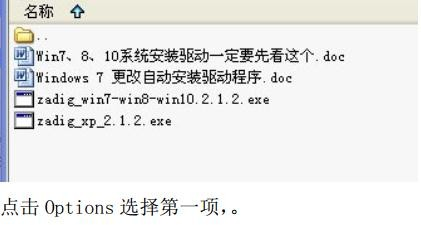 名称
..
Win7、8、10系统安装驱动一定要先看这个.doc
Windows 7 更改自动安装驱动程序.doc
zadig_win7-win8-win10.2.1.2.exe
zadig_xp_2.1.2.exe
点击 Options 选择第一项，。